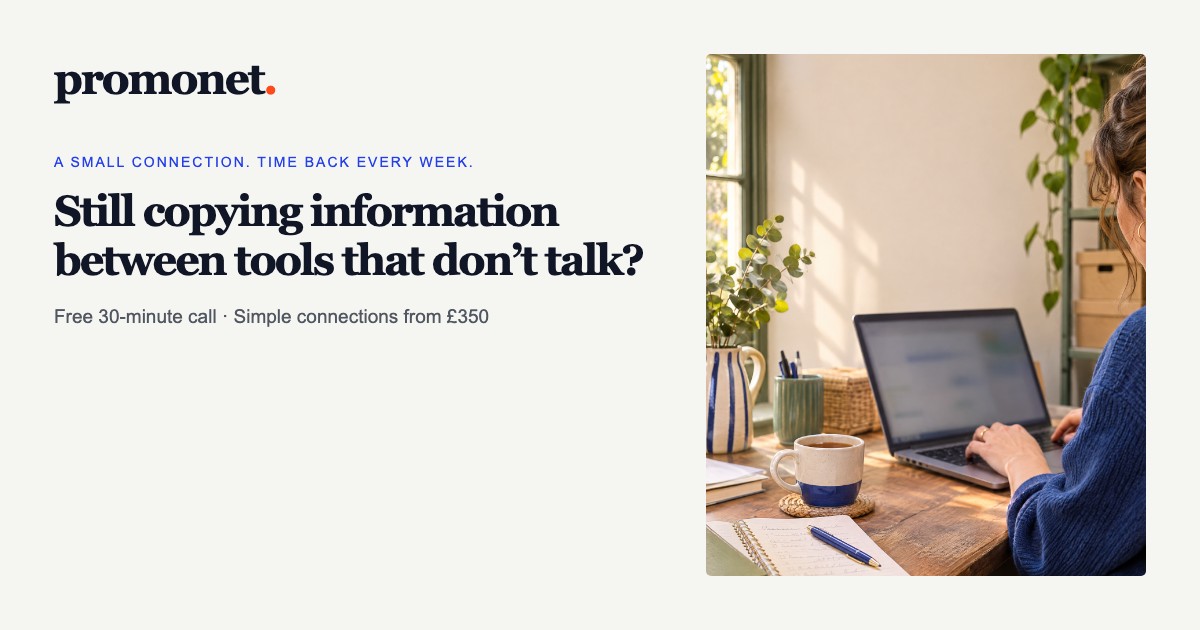 promonet.
A SMALL CONNECTION. TIME BACK EVERY WEEK.
Still copying information
between tools that don’t talk?
Free 30-minute call · Simple connections from £350